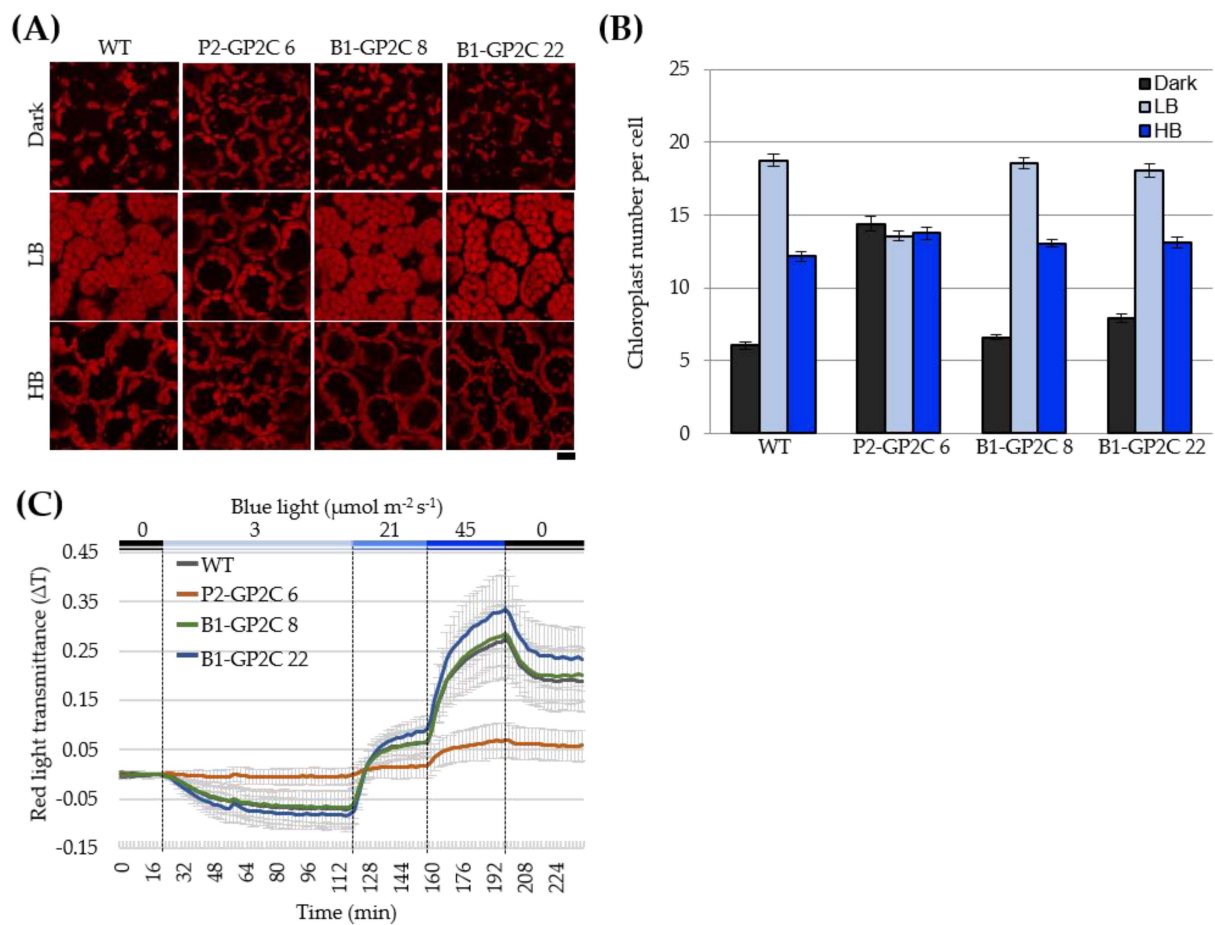 (A)
WT P2-GP2C 6 B1-GP2C 8 B1-GP2C 22
Dark
LB
HB
(B)
Chloroplast number per cell
25
20
15
10
5
0
Dark
LB
HB
WT P2-GP2C 6 B1-GP2C 8 B1-GP2C 22
(C)
Blue light (µmol m⁻² s⁻¹)
0 3 21 45 0
Red light transmittance (ΔT)
0.45
0.35
0.25
0.15
0.05
-0.05
-0.15
WT
P2-GP2C 6
B1-GP2C 8
B1-GP2C 22
0 16 32 48 64 80 96 112 128 144 160 176 192 208 224
Time (min)